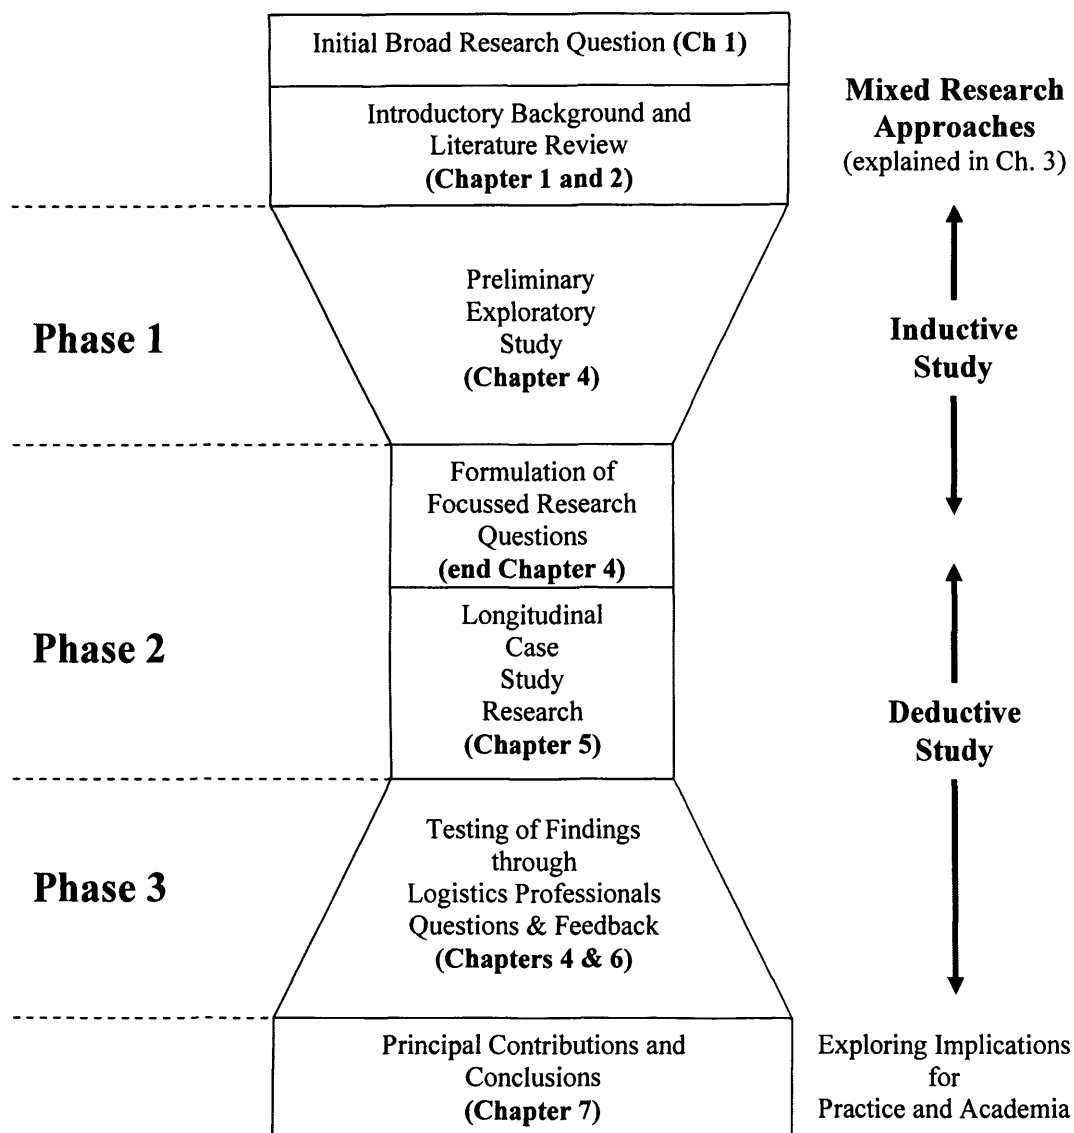 Initial Broad Research Question (Ch 1)
Introductory Background and
Literature Review
(Chapter 1 and 2)
Mixed Research
Approaches
(explained in Ch. 3)
Phase 1
Preliminary
Exploratory
Study
(Chapter 4)
Inductive
Study
Formulation of
Focussed Research
Questions
(end Chapter 4)
Phase 2
Longitudinal
Case
Study
Research
(Chapter 5)
Deductive
Study
Phase 3
Testing of Findings
through
Logistics Professionals
Questions & Feedback
(Chapters 4 & 6)
Principal Contributions and
Conclusions
(Chapter 7)
Exploring Implications
for
Practice and Academia